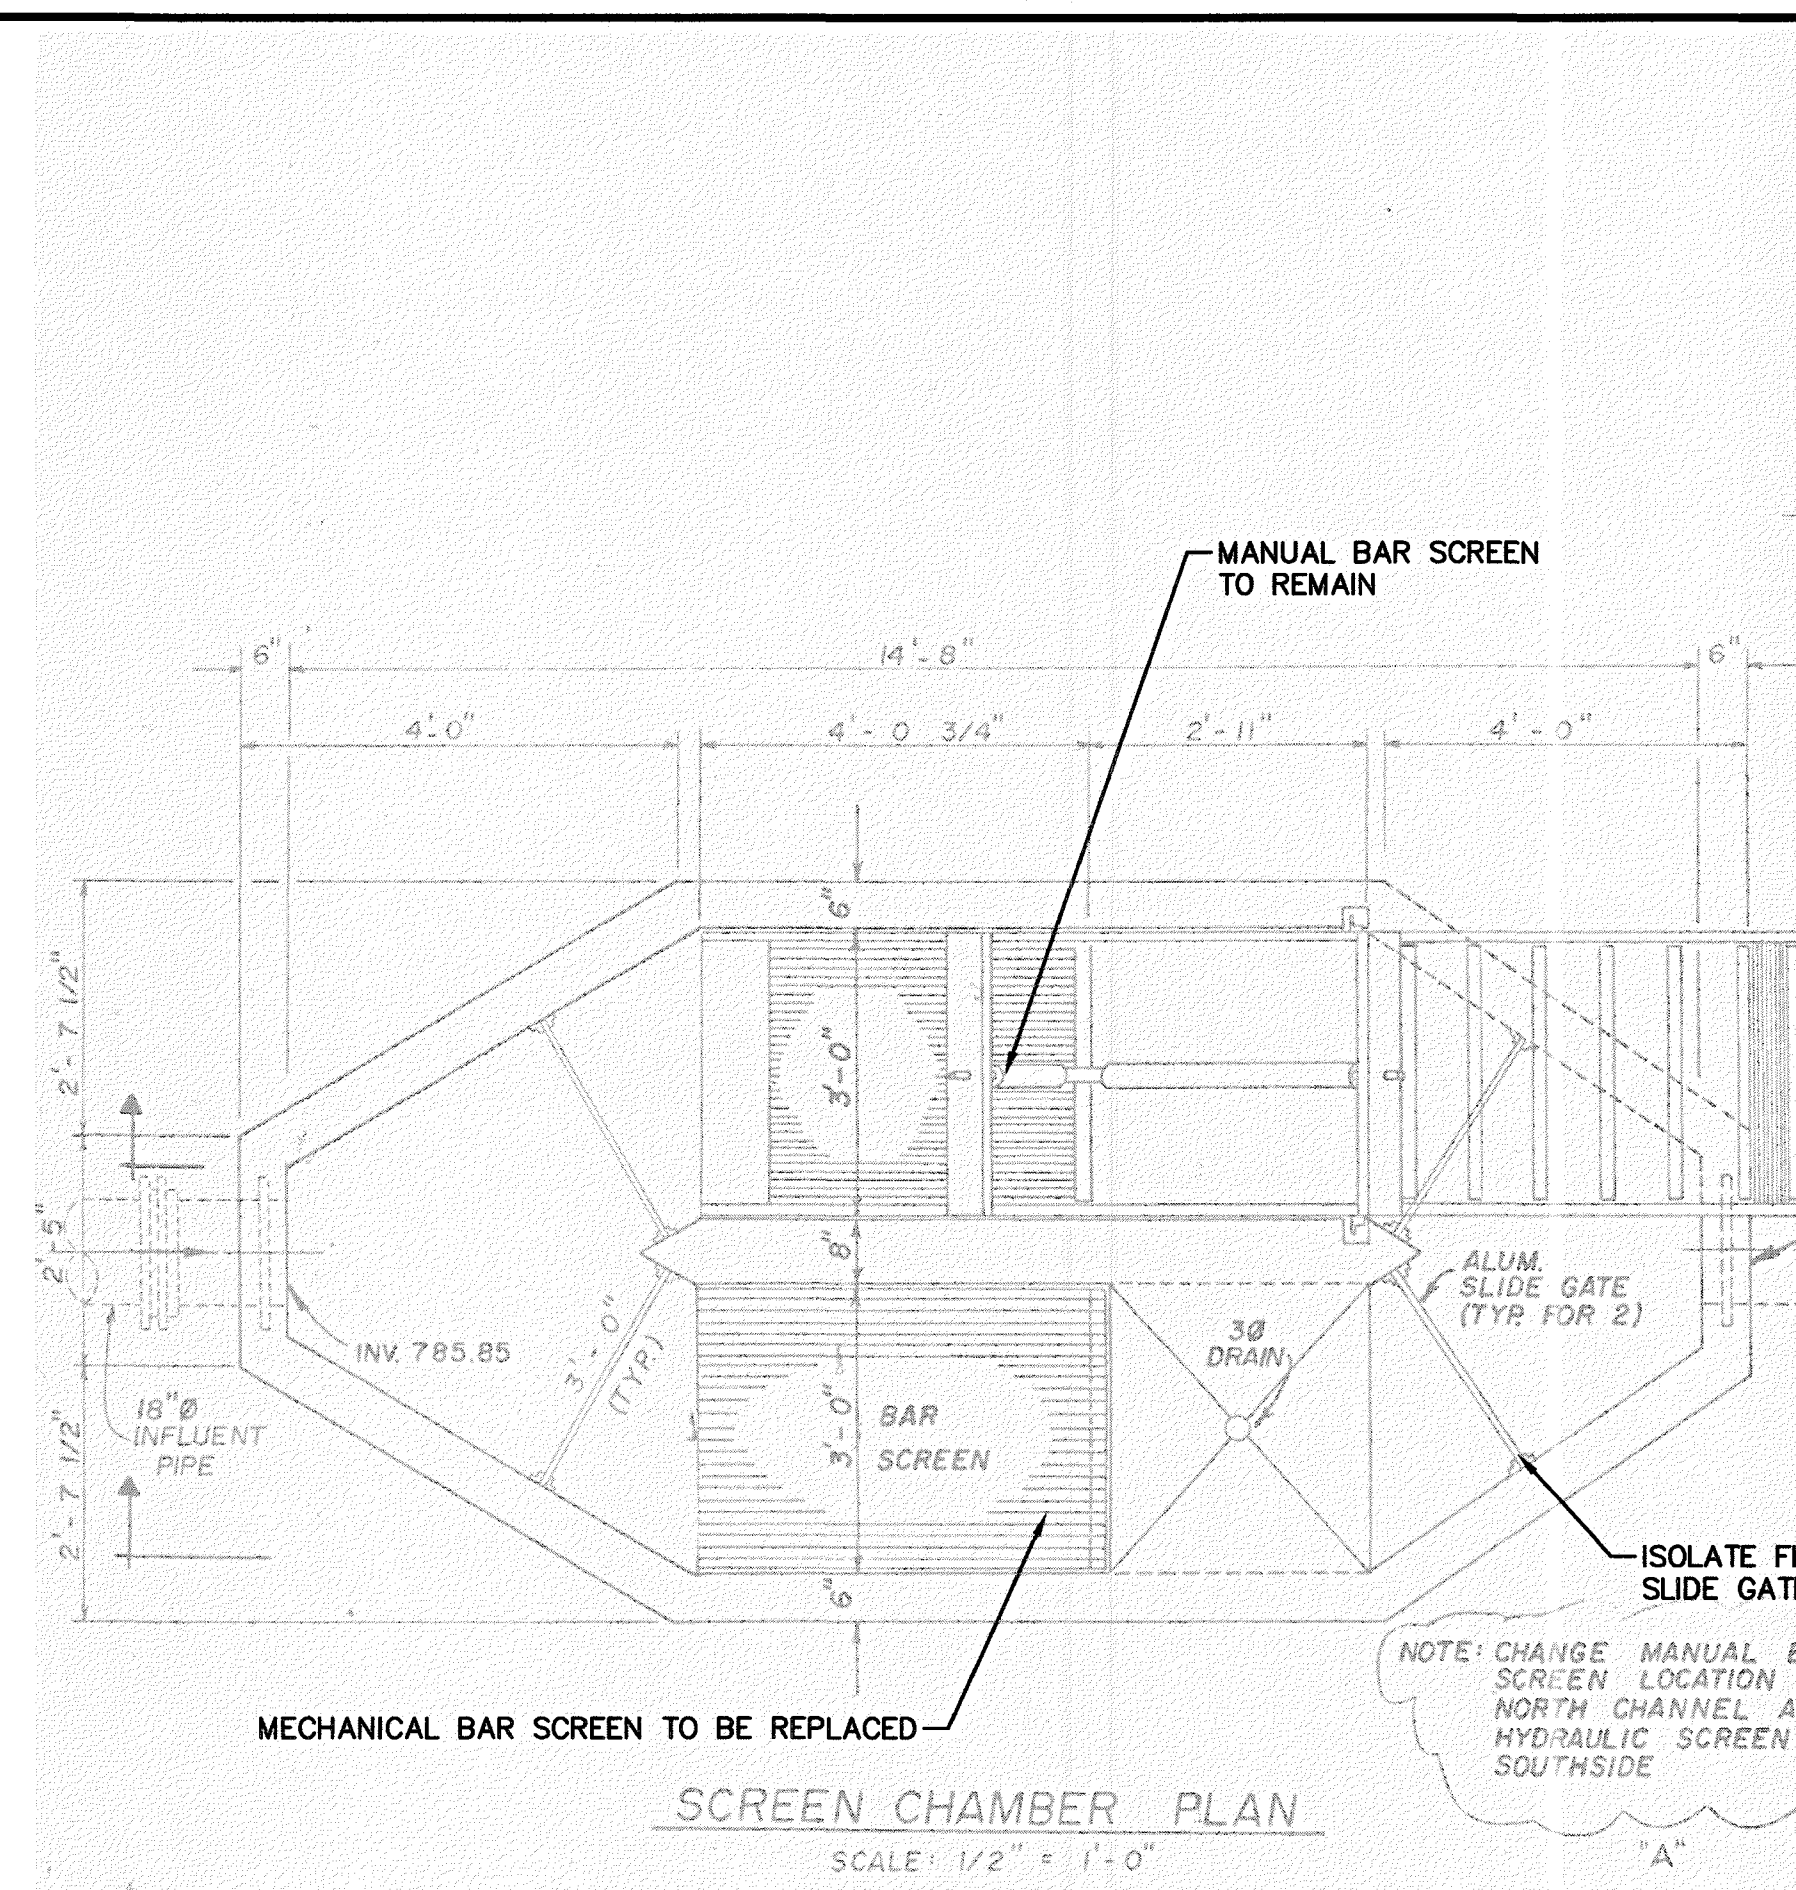 MANUAL BAR SCREEN
TO REMAIN
6"
14'-8"
6"
4'-0"
4'-0 3/4"
2'-11"
4'-0"
6"
2'-7 1/2"
3'-0"
2'-5"
8"
ALUM.
SLIDE GATE
(TYP. FOR 2)
3Ø
DRAIN
INV. 785.85
3'-0"
(TYP.)
18"Ø
INFLUENT
PIPE
3'-0"
BAR
SCREEN
2'-7 1/2"
6"
ISOLATE
SLIDE
NOTE: CHANGE MANUAL
SCREEN LOCATION
NORTH CHANNEL
HYDRAULIC SCREEN
SOUTHSIDE
MECHANICAL BAR SCREEN TO BE REPLACED
SCREEN CHAMBER PLAN
SCALE: 1/2" = 1'-0"
"A"